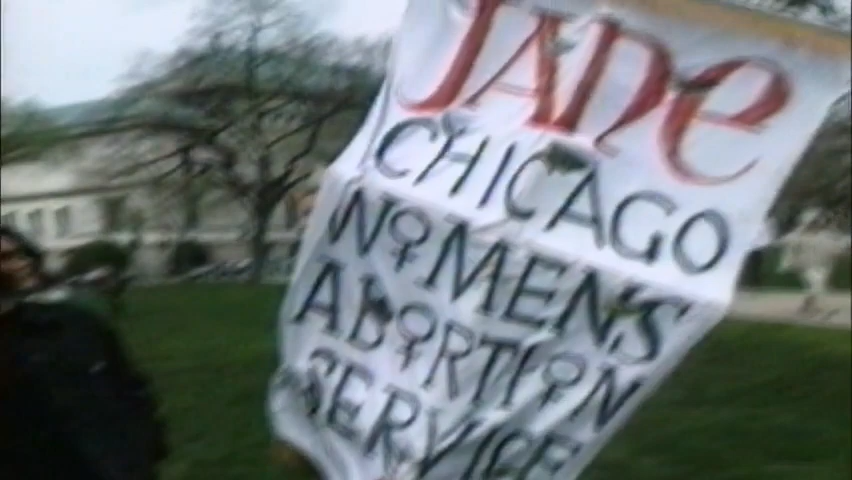 Jane
CHICAGO
WOMENS
ABORTION
SERVICE